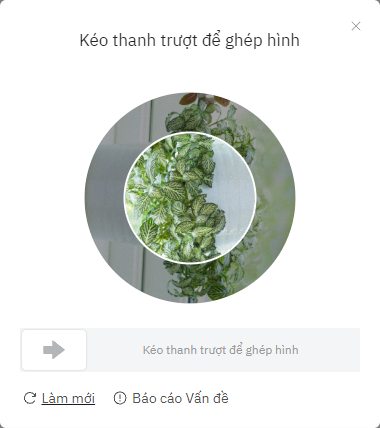 Kéo thanh trượt để ghép hình
Kéo thanh trượt để ghép hình
Làm mới
Báo cáo Vấn đề